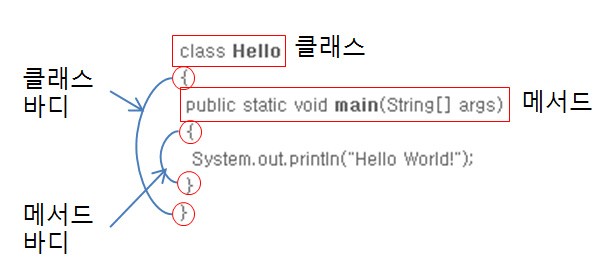 class Hello 클래스
클래스
바디
{
public static void main(String[] args) 메서드
{
System.out.println("Hello World!");
}
메서드
바디
}